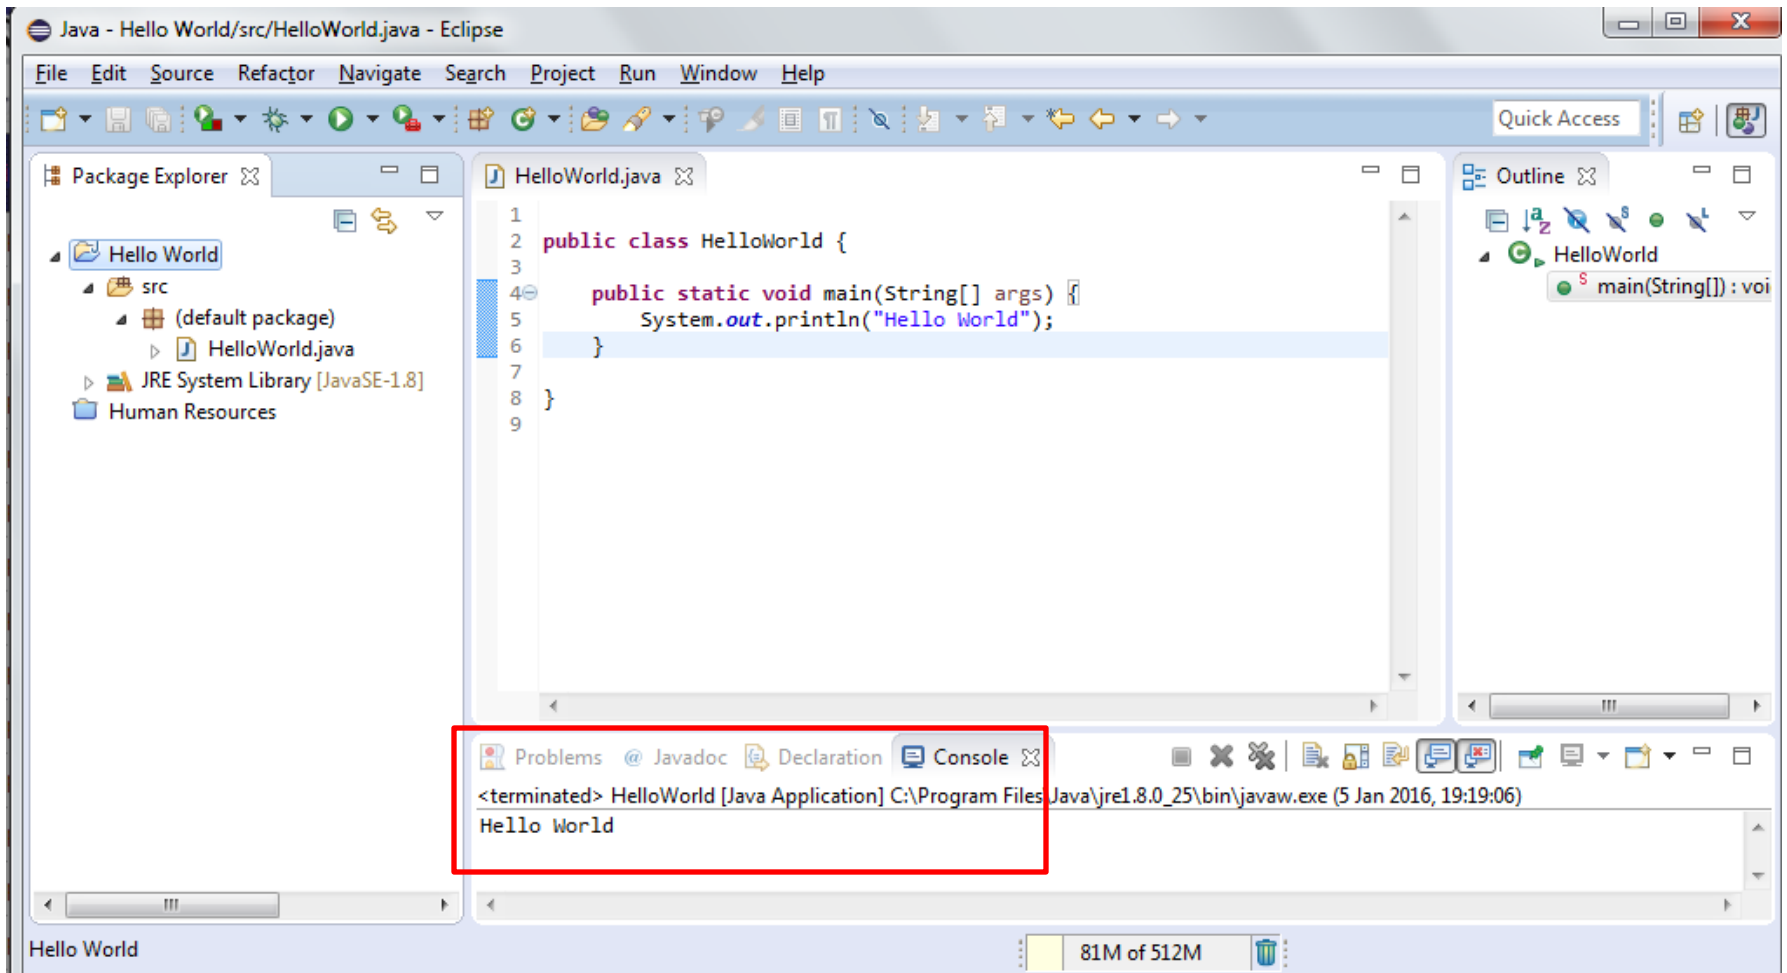 Java - Hello World/src/HelloWorld.java - Eclipse
File Edit Source Refactor Navigate Search Project Run Window Help
Quick Access
Package Explorer
Hello World
src
(default package)
HelloWorld.java
JRE System Library [JavaSE-1.8]
Human Resources
HelloWorld.java
1
2 public class HelloWorld {
3
4 public static void main(String[] args) {
5 System.out.println("Hello World");
6 }
7
8 }
9
Outline
HelloWorld
main(String[]) : voi
Problems @ Javadoc Declaration Console
<terminated> HelloWorld [Java Application] C:\Program Files\Java\jre1.8.0_25\bin\javaw.exe (5 Jan 2016, 19:19:06)
Hello World
Hello World
81M of 512M